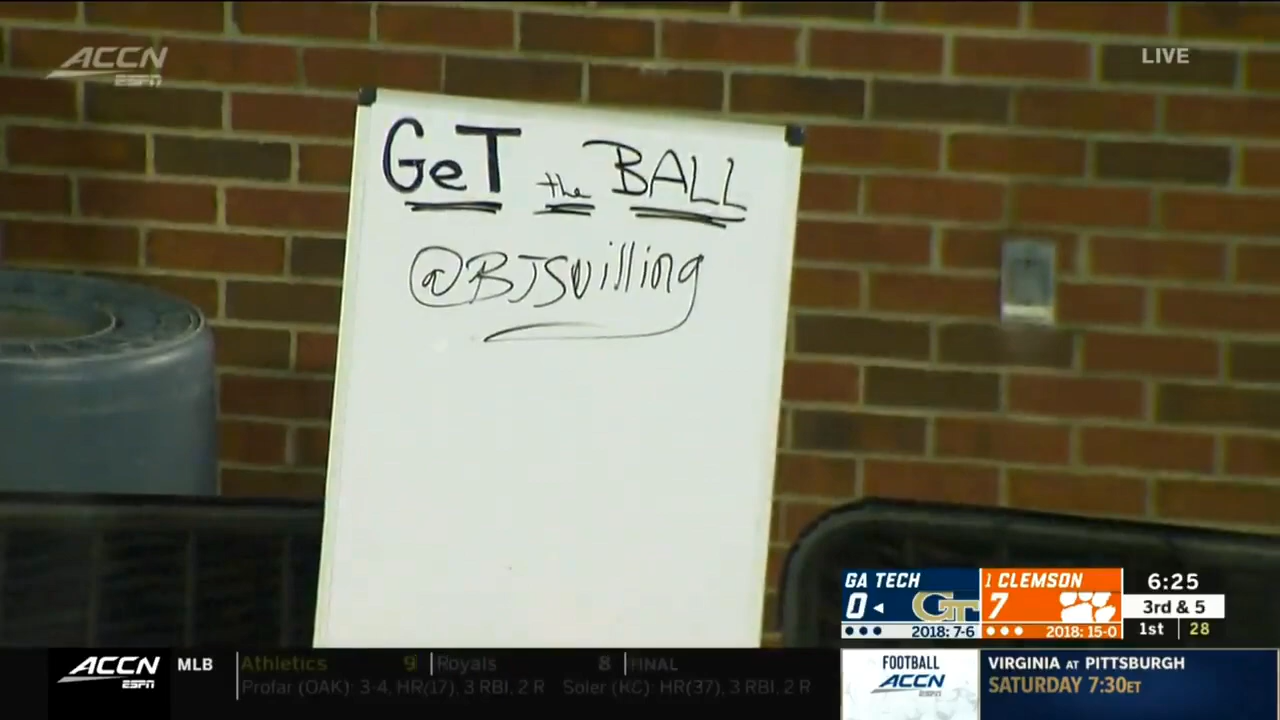 ACCN
ESPN
LIVE
GeT the BALL
@BJSwilling
GA TECH
0
GT
2018: 7-6
1 CLEMSON
7
2018: 15-0
6:25
3rd & 5
1st
28
ACCN
ESPN
MLB
Athletics 9 Royals 8 FINAL
Profar (OAK): 3-4, HR(17), 3 RBI, 2 R Soler (KC): HR(37), 3 RBI, 2 R
FOOTBALL
ACCN
VIRGINIA AT PITTSBURGH
SATURDAY 7:30ET